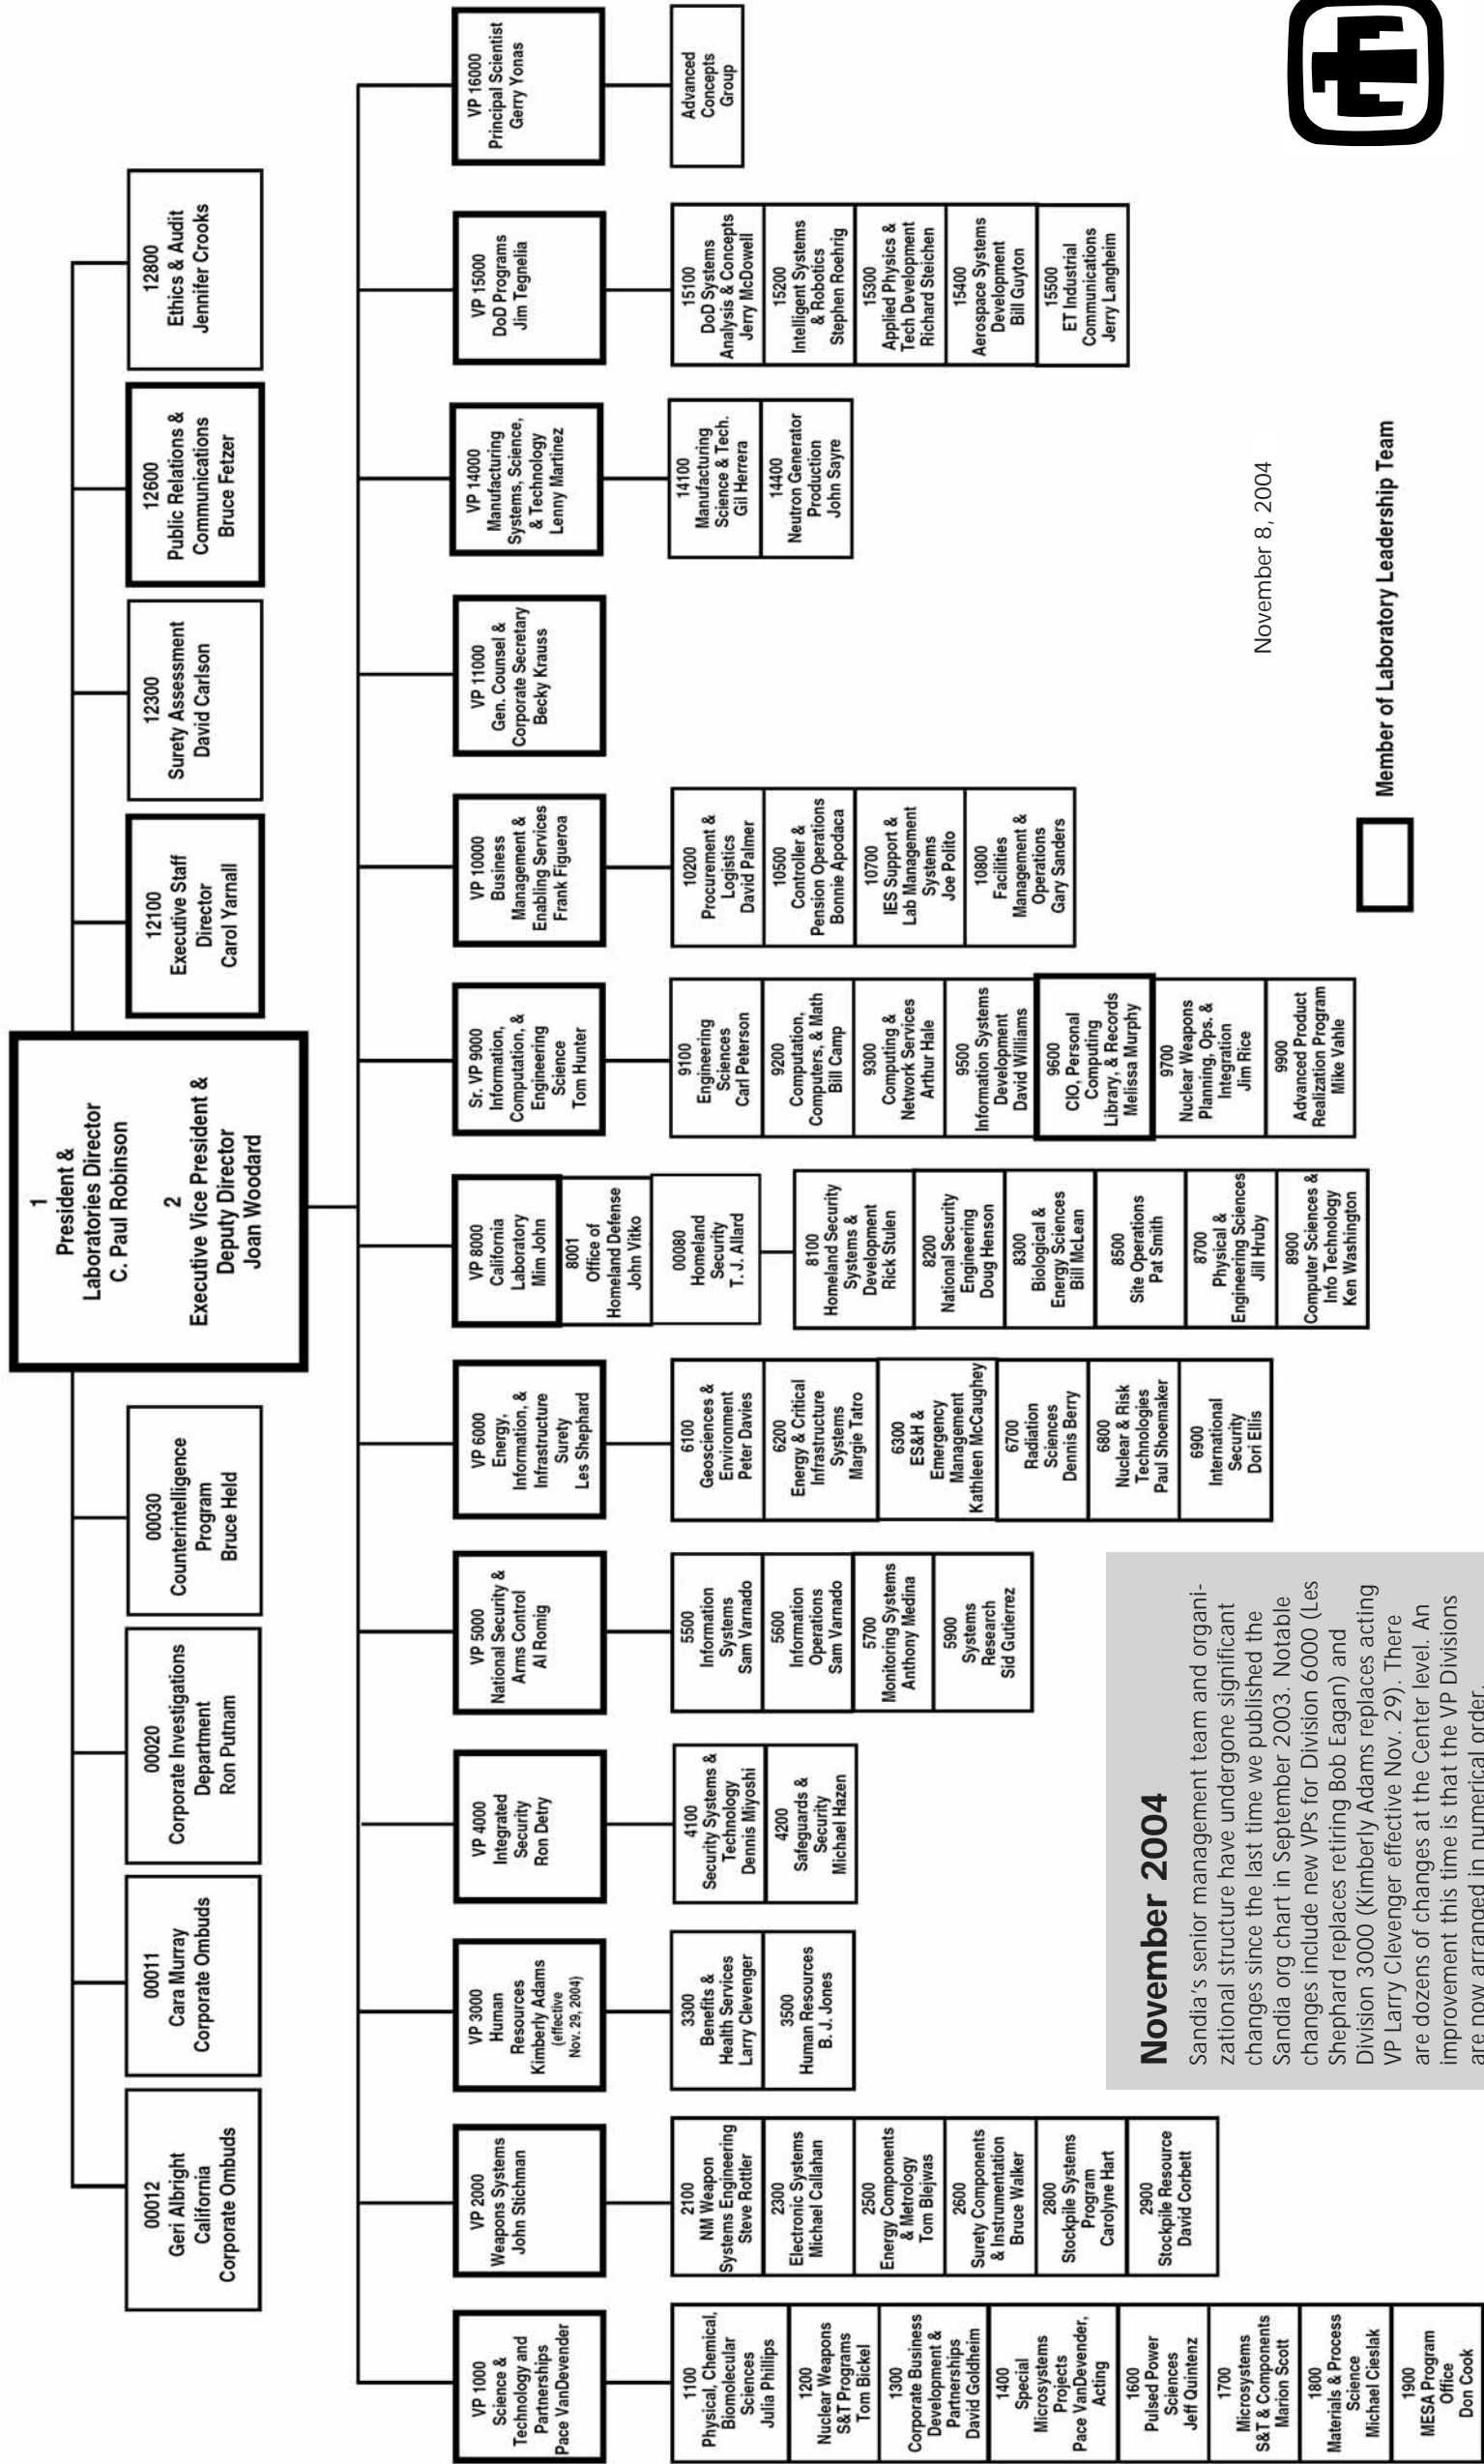 1
President &
Laboratories Director
C. Paul Robinson
2
Executive Vice President &
Deputy Director
Joan Woodard
00012
Geri Albright
California
Corporate Ombuds
00011
Cara Murray
Corporate Ombuds
00020
Corporate Investigations
Department
Ron Putnam
00030
Counterintelligence
Program
Bruce Held
12100
Executive Staff
Director
Carol Yarnall
12300
Surety Assessment
David Carlson
12600
Public Relations &
Communications
Bruce Fetzer
12800
Ethics & Audit
Jennifer Crooks
VP 1000
Science &
Technology and
Partnerships
Pace VanDevender
1100
Physical, Chemical,
Biomolecular
Sciences
Julia Phillips
1200
Nuclear Weapons
S&T Programs
Tom Bickel
1300
Corporate Business
Development &
Partnerships
David Goldheim
1400
Special
Microsystems
Projects
Pace VanDevender,
Acting
1600
Pulsed Power
Sciences
Jeff Quintenz
1700
Microsystems
S&T & Components
Marion Scott
1800
Materials & Process
Science
Michael Cieslak
1900
MESA Program
Office
Don Cook
VP 2000
Weapons Systems
John Stichman
2100
NM Weapon
Systems Engineering
Steve Rottler
2300
Electronic Systems
Michael Callahan
2500
Energy Components
& Metrology
Tom Blejwas
2600
Surety Components
& Instrumentation
Bruce Walker
2800
Stockpile Systems
Program
Carolyne Hart
2900
Stockpile Resource
David Corbett
VP 3000
Human
Resources
Kimberly Adams
(effective
Nov. 29, 2004)
3300
Benefits &
Health Services
Larry Clevenger
3500
Human Resources
B. J. Jones
VP 4000
Integrated
Security
Ron Detry
4100
Security Systems &
Technology
Dennis Miyoshi
4200
Safeguards &
Security
Michael Hazen
VP 5000
National Security &
Arms Control
Al Romig
5500
Information
Systems
Sam Varnado
5600
Information
Operations
Sam Varnado
5700
Monitoring Systems
Anthony Medina
5900
Systems
Research
Sid Gutierrez
VP 6000
Energy,
Information, &
Infrastructure
Surety
Les Shephard
6100
Geosciences &
Environment
Peter Davies
6200
Energy & Critical
Infrastructure
Systems
Margie Tatro
6300
ES&H &
Emergency
Management
Kathleen McCaughey
6700
Radiation
Sciences
Dennis Berry
6800
Nuclear & Risk
Technologies
Paul Shoemaker
6900
International
Security
Dori Ellis
VP 8000
California
Laboratory
Mim John
8001
Office of
Homeland Defense
John Vitko
00080
Homeland
Security
T. J. Allard
8100
Homeland Security
Systems &
Development
Rick Stulen
8200
National Security
Engineering
Doug Henson
8300
Biological &
Energy Sciences
Bill McLean
8500
Site Operations
Pat Smith
8700
Physical &
Engineering Sciences
Jill Hruby
8900
Computer Sciences &
Info Technology
Ken Washington
Sr. VP 9000
Information,
Computation, &
Engineering
Science
Tom Hunter
9100
Engineering
Sciences
Carl Peterson
9200
Computation,
Computers, & Math
Bill Camp
9300
Computing &
Network Services
Arthur Hale
9500
Information Systems
Development
David Williams
9600
CIO, Personal
Computing
Library, & Records
Melissa Murphy
9700
Nuclear Weapons
Planning, Ops. &
Integration
Jim Rice
9900
Advanced Product
Realization Program
Mike Vahle
VP 10000
Business
Management &
Enabling Services
Frank Figueroa
10200
Procurement &
Logistics
David Palmer
10500
Controller &
Pension Operations
Bonnie Apodaca
10700
IES Support &
Lab Management
Systems
Joe Polito
10800
Facilities
Management &
Operations
Gary Sanders
VP 11000
Gen. Counsel &
Corporate Secretary
Becky Krauss
VP 14000
Manufacturing
Systems, Science,
& Technology
Lenny Martinez
14100
Manufacturing
Science & Tech.
Gil Herrera
14400
Neutron Generator
Production
John Sayre
VP 15000
DoD Programs
Jim Tegnelia
15100
DoD Systems
Analysis & Concepts
Jerry McDowell
15200
Intelligent Systems
& Robotics
Stephen Roehrig
15300
Applied Physics &
Tech Development
Richard Steichen
15400
Aerospace Systems
Development
Bill Guyton
15500
ET Industrial
Communications
Jerry Langheim
VP 16000
Principal Scientist
Gerry Yonas
Advanced
Concepts
Group
November 2004
Sandia's senior management team and organi-
zational structure have undergone significant
changes since the last time we published the
Sandia org chart in September 2003. Notable
changes include new VPs for Division 6000 (Les
Shephard replaces retiring Bob Eagan) and
Division 3000 (Kimberly Adams replaces acting
VP Larry Clevenger effective Nov. 29). There
are dozens of changes at the Center level. An
improvement this time is that the VP Divisions
are now arranged in numerical order.
November 8, 2004
Member of Laboratory Leadership Team